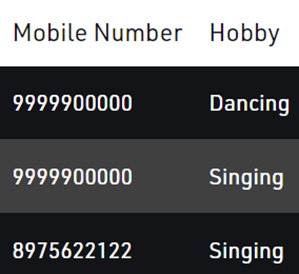 Mobile Number Hobby
9999900000 Dancing
9999900000 Singing
8975622122 Singing